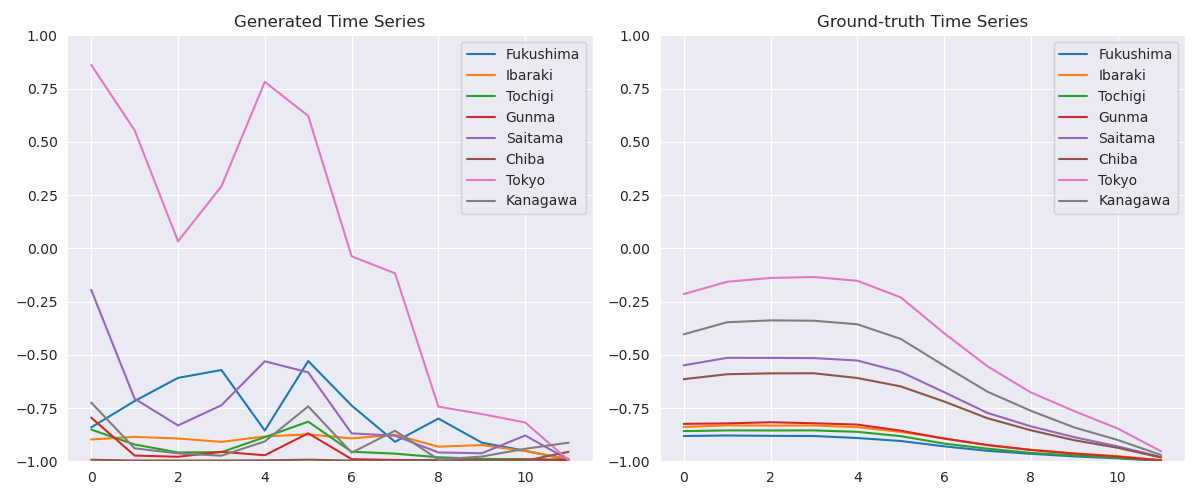 Generated Time Series
1.00
0.75
0.50
0.25
0.00
−0.25
−0.50
−0.75
−1.00
0 2 4 6 8 10
Fukushima
Ibaraki
Tochigi
Gunma
Saitama
Chiba
Tokyo
Kanagawa
Ground-truth Time Series
1.00
0.75
0.50
0.25
0.00
−0.25
−0.50
−0.75
−1.00
0 2 4 6 8 10
Fukushima
Ibaraki
Tochigi
Gunma
Saitama
Chiba
Tokyo
Kanagawa